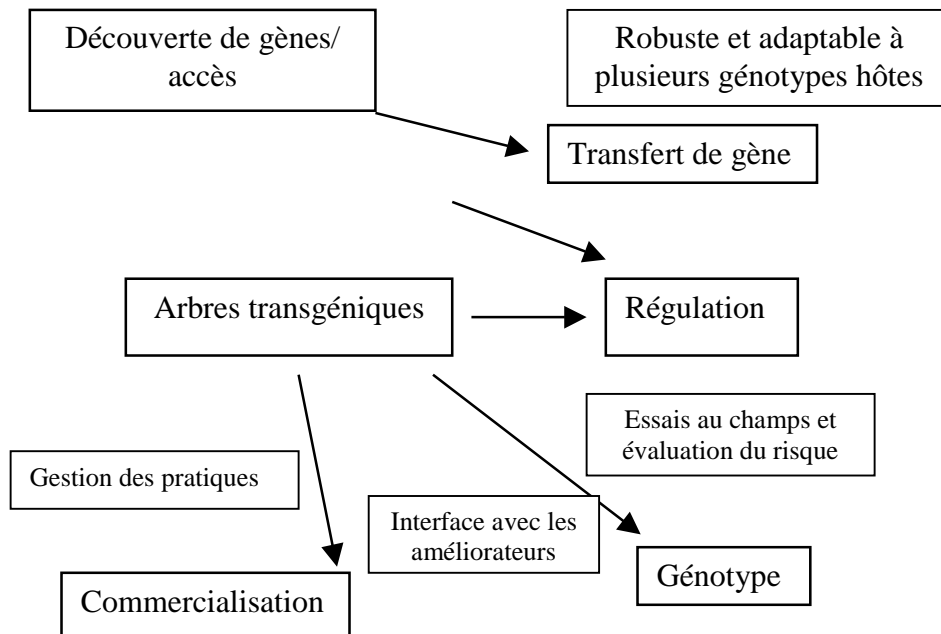 Découverte de gènes/
accès
Robuste et adaptable à
plusieurs génotypes hôtes
Transfert de gène
Arbres transgéniques
Régulation
Essais au champs et
évaluation du risque
Gestion des pratiques
Interface avec les
améliorateurs
Génotype
Commercialisation